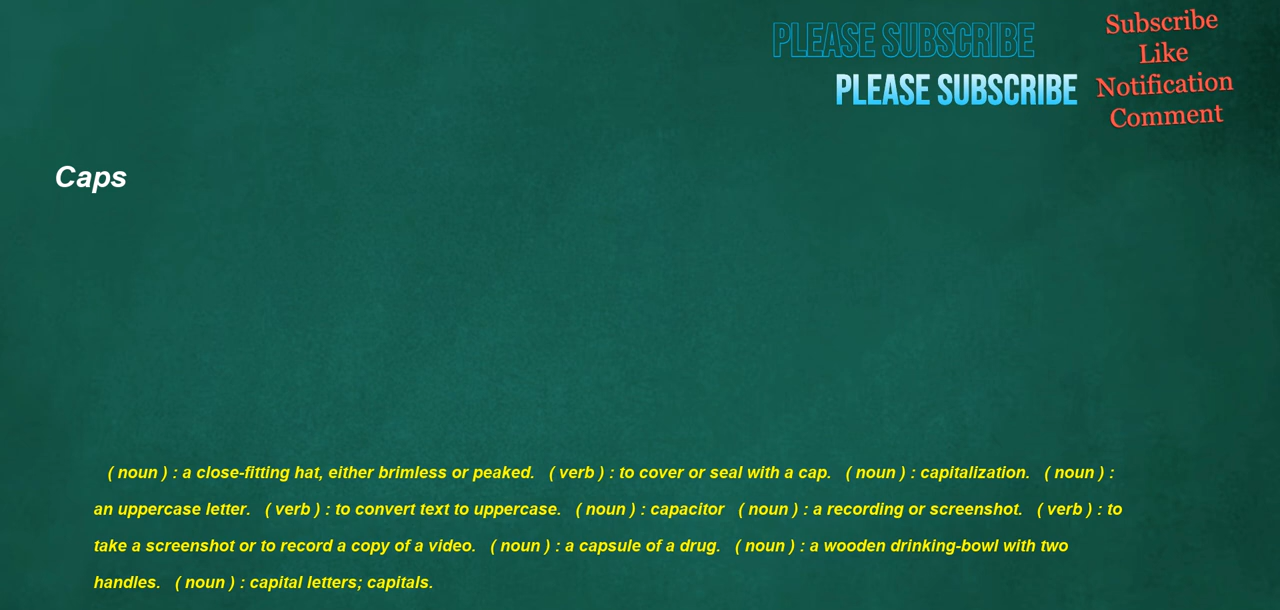 PLEASE SUBSCRIBE
PLEASE SUBSCRIBE
Subscribe
Like
Notification
Comment
Caps
( noun ) : a close-fitting hat, either brimless or peaked. ( verb ) : to cover or seal with a cap. ( noun ) : capitalization. ( noun ) :
an uppercase letter. ( verb ) : to convert text to uppercase. ( noun ) : capacitor ( noun ) : a recording or screenshot. ( verb ) : to
take a screenshot or to record a copy of a video. ( noun ) : a capsule of a drug. ( noun ) : a wooden drinking-bowl with two
handles. ( noun ) : capital letters; capitals.